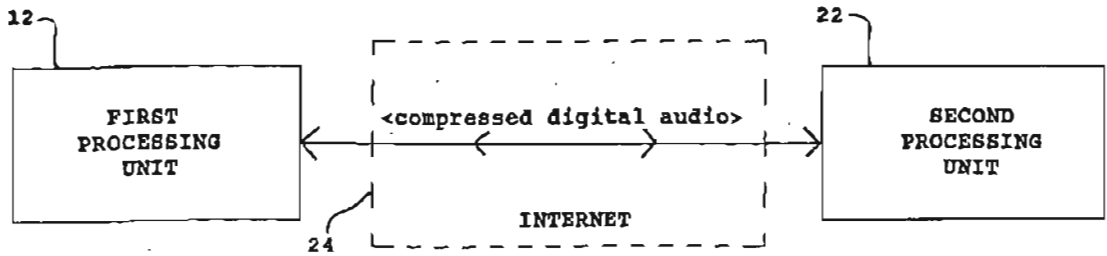 12
22
FIRST
PROCESSING
UNIT
<compressed digital audio>
SECOND
PROCESSING
UNIT
24
INTERNET